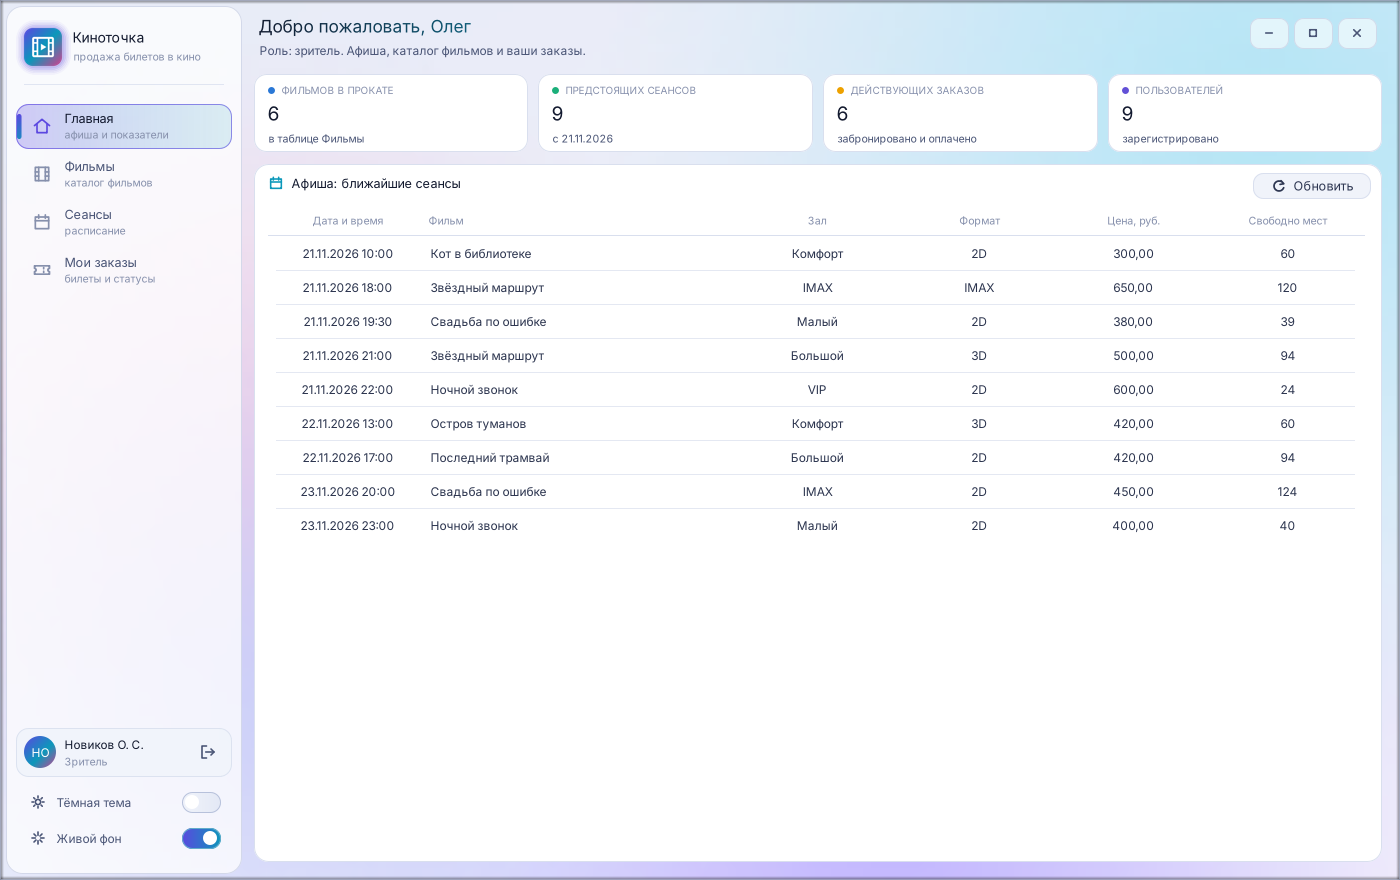 Киноточка
продажа билетов в кино
Главная
афиша и показатели
Фильмы
каталог фильмов
Сеансы
расписание
Мои заказы
билеты и статусы
НО
Новиков О. С.
Зритель
Тёмная тема
Живой фон
Добро пожаловать, Олег
Роль: зритель. Афиша, каталог фильмов и ваши заказы.
ФИЛЬМОВ В ПРОКАТЕ
6
в таблице Фильмы
ПРЕДСТОЯЩИХ СЕАНСОВ
9
с 21.11.2026
ДЕЙСТВУЮЩИХ ЗАКАЗОВ
6
забронировано и оплачено
ПОЛЬЗОВАТЕЛЕЙ
9
зарегистрировано
Афиша: ближайшие сеансы
Обновить
Дата и время Фильм Зал Формат Цена, руб. Свободно мест
21.11.2026 10:00 Кот в библиотеке Комфорт 2D 300,00 60
21.11.2026 18:00 Звёздный маршрут IMAX IMAX 650,00 120
21.11.2026 19:30 Свадьба по ошибке Малый 2D 380,00 39
21.11.2026 21:00 Звёздный маршрут Большой 3D 500,00 94
21.11.2026 22:00 Ночной звонок VIP 2D 600,00 24
22.11.2026 13:00 Остров туманов Комфорт 3D 420,00 60
22.11.2026 17:00 Последний трамвай Большой 2D 420,00 94
23.11.2026 20:00 Свадьба по ошибке IMAX 2D 450,00 124
23.11.2026 23:00 Ночной звонок Малый 2D 400,00 40